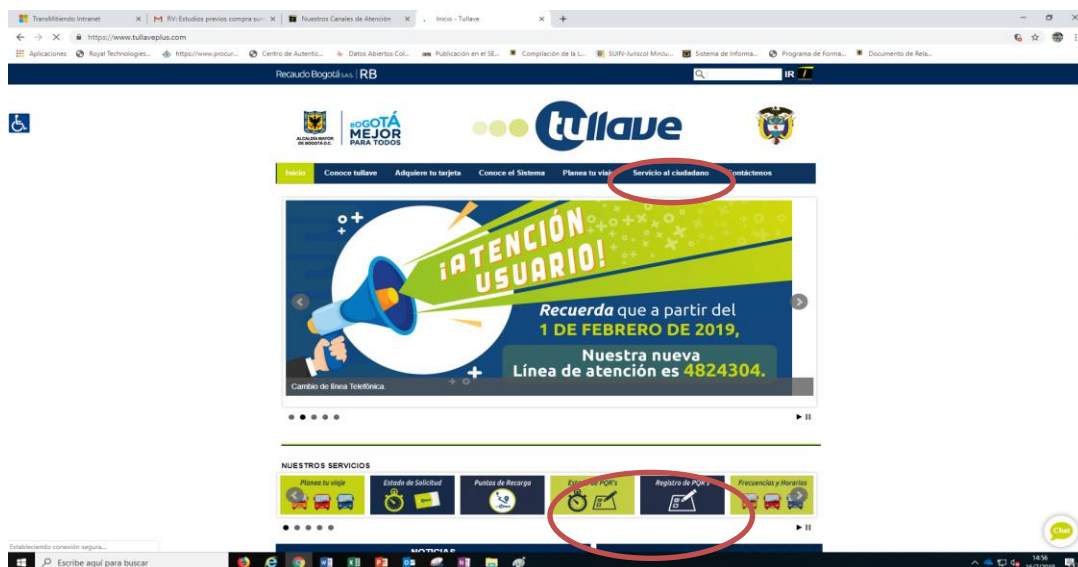 TransMitiendo Intranet
RV: Estudios previos compra sum
Nuestros Canales de Atención
Inicio - Tullave
https://www.tullaveplus.com
Aplicaciones
Royal Technologies...
https://www.procur...
Centro de Autentic...
Datos Abiertos Col...
Publicación en el SE...
Compilación de la L...
SUIN-Juriscol MinJu...
Sistema de Informa...
Programa de Forma...
Documento de Rela...
Recaudo Bogotá S.A.S. | RB
IR
ALCALDÍA MAYOR
DE BOGOTÁ D.C.
BOGOTÁ
MEJOR
PARA TODOS
tullave
Inicio
Conoce tullave
Adquiere tu tarjeta
Conoce el Sistema
Planea tu viaje
Servicio al ciudadano
Contáctenos
¡ATENCIÓN
USUARIO!
Recuerda que a partir del
1 DE FEBRERO DE 2019,
Nuestra nueva
Línea de atención es 4824304.
Cambio de línea Telefónica.
NUESTROS SERVICIOS
Planea tu viaje
Estado de Solicitud
Puntos de Recarga
Estado de PQR's
Registro de PQR's
Frecuencias y Horarios
Chat
Estableciendo conexión segura...
NOTICIAS
Escribe aquí para buscar
14:56